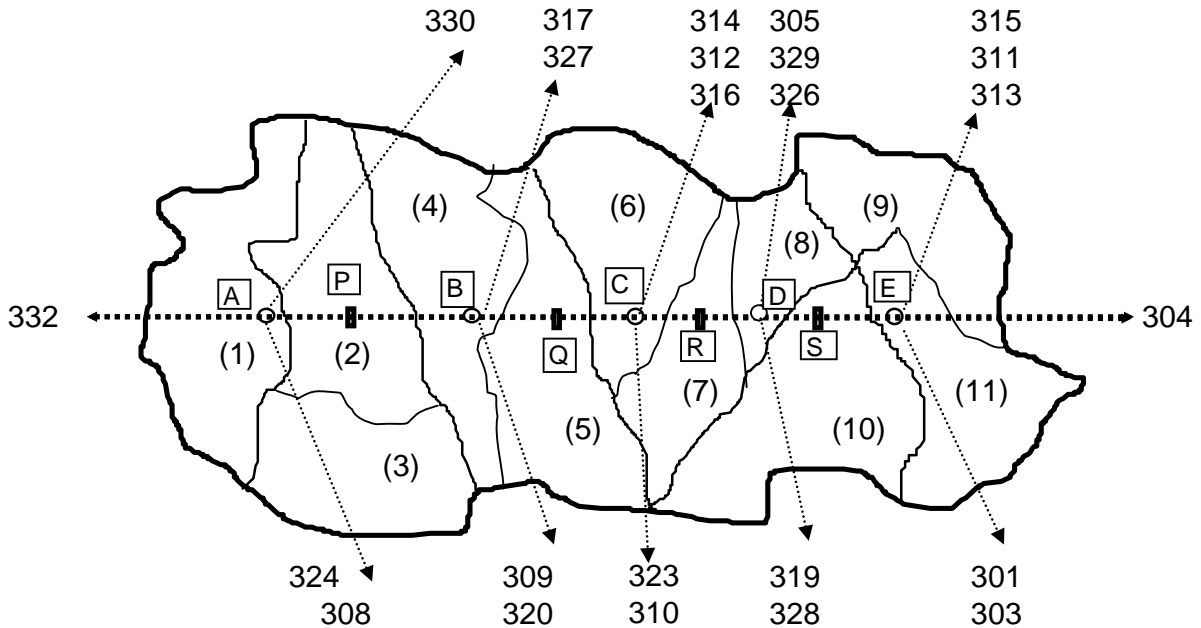 330 317 314 305 315
327 312 329 311
316 326 313
(4) (6) (9)
(8)
A P B C D E
332 304
(1) (2) Q R S
(7) (11)
(5) (10)
(3)
324 309 323 319 301
308 320 310 328 303